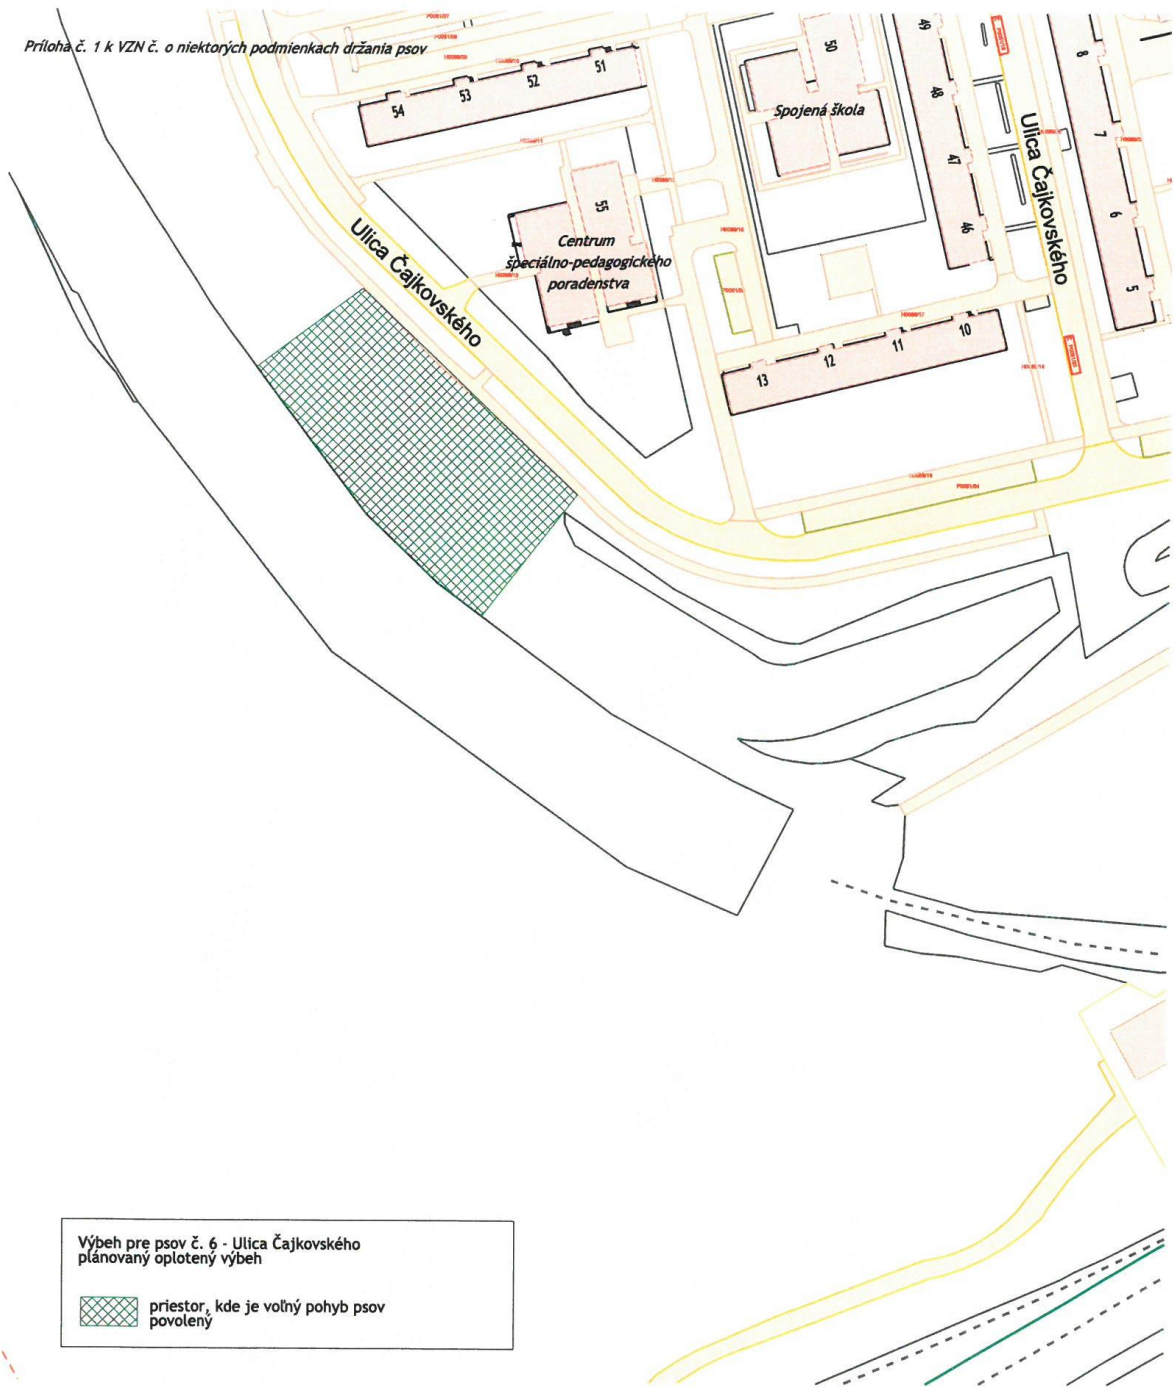 Príloha č. 1 k VZN č. o niektorých podmienkach držania psov
54
53
52
51
50
Spojená škola
49
48
47
46
8
7
6
5
Ulica Čajkovského
55
Centrum
špeciálno-pedagogického
poradenstva
Ulica Čajkovského
13
12
11
10
Výbeh pre psov č. 6 - Ulica Čajkovského
plánovaný oplotený výbeh
priestor, kde je voľný pohyb psov
povolený